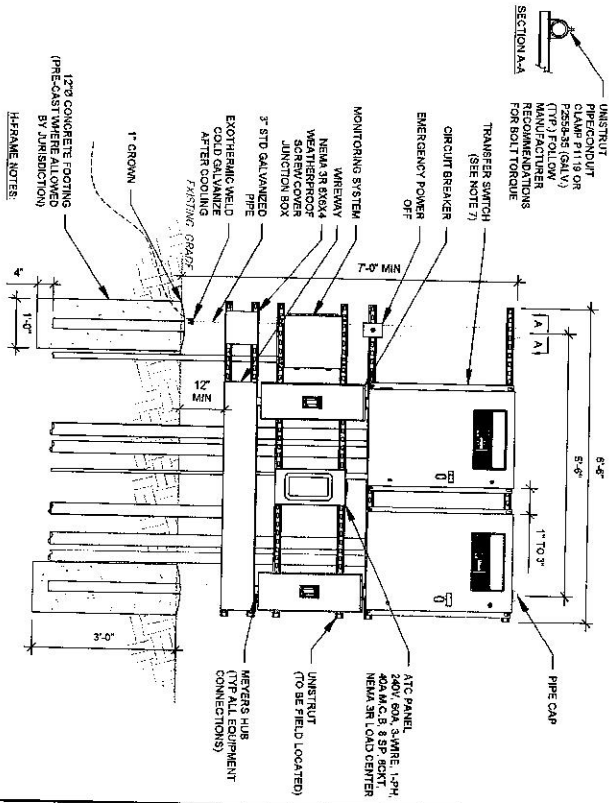 UNISTRUT
PIPE/CONDUIT
CLAMP P1119 OR
P2558-35 (GALV.)
(TYP.) FOLLOW
MANUFACTURER
RECOMMENDATIONS
FOR BOLT TORQUE
SECTION A-A
TRANSFER SWITCH
(SEE NOTE 7)
CIRCUIT BREAKER
EMERGENCY POWER
OFF
MONITORING SYSTEM
WIREWAY
NEMA 3R 6X6X4
WEATHERPROOF
SCREW COVER
JUNCTION BOX
3" STD GALVANIZED
PIPE
EXOTHERMIC WELD
COLD GALVANIZE
AFTER COOLING
EXISTING GRADE
1" CROWN
12"Ø CONCRETE FOOTING
(PRE-CAST WHERE ALLOWED
BY JURISDICTION)
H-FRAME NOTES:
6'-6"
5'-6"
A
A
1" TO 3"
7'-0" MIN
12"
MIN
4"
1'-0"
3'-0"
PIPE CAP
ATC PANEL
240V, 60A, 3-WIRE, 1-PH,
40A M.C.B, 8 SP, 8CKT,
NEMA 3R LOAD CENTER
UNISTRUT
(TO BE FIELD LOCATED)
MEYERS HUB
(TYP ALL EQUIPMENT
CONNECTIONS)